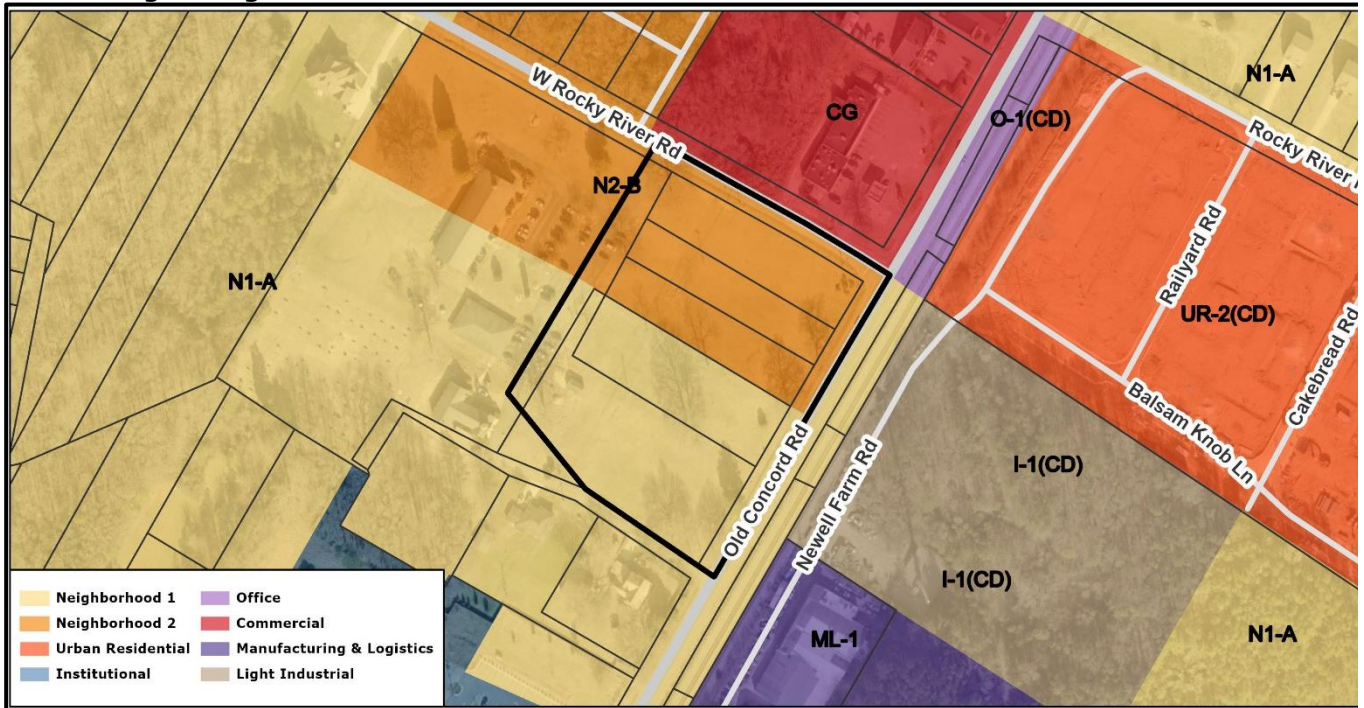 N1-A
W Rocky River Rd
CG
O-1(CD)
Rocky River
N2-B
Railyard Rd
N1-A
UR-2(CD)
Cakebread Rd
Balsam Knob Ln
I-1(CD)
Old Concord Rd
Newell Farm Rd
I-1(CD)
ML-1
N1-A
Neighborhood 1
Neighborhood 2
Urban Residential
Institutional
Office
Commercial
Manufacturing & Logistics
Light Industrial